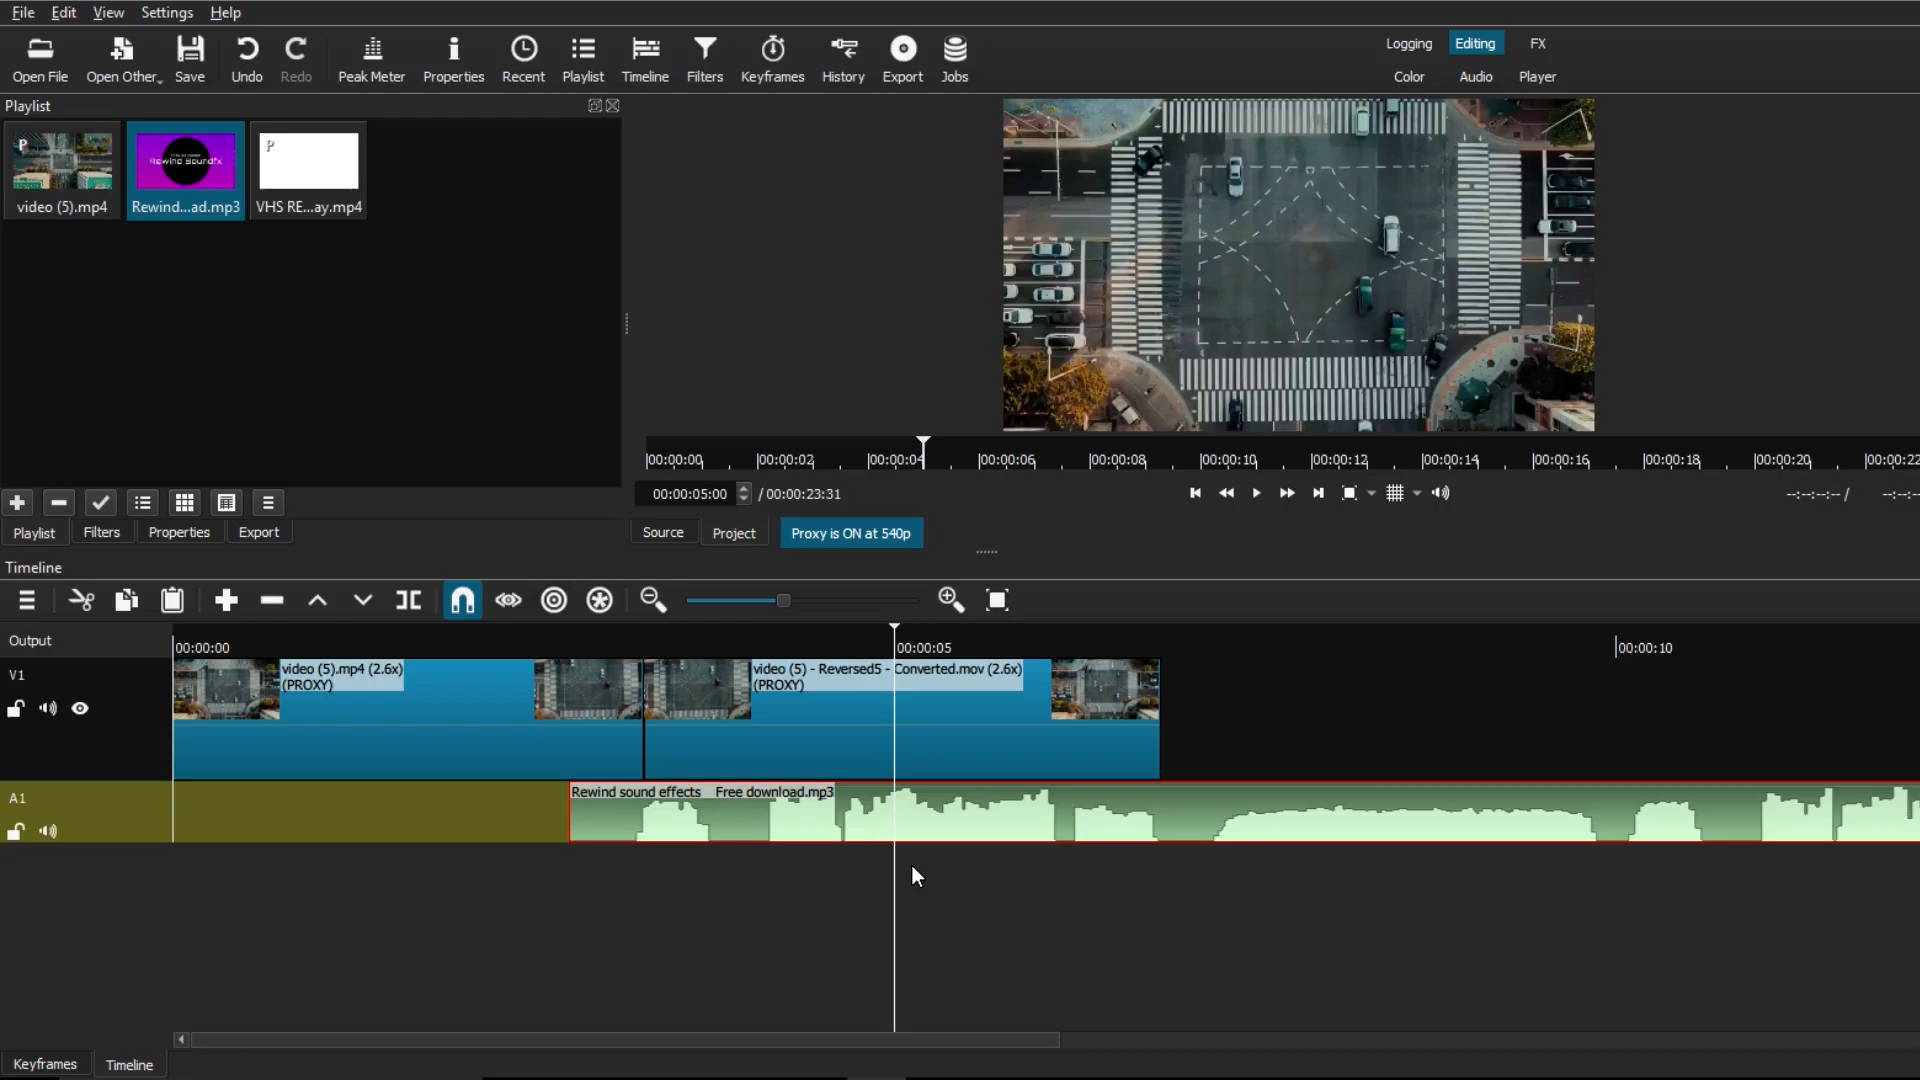 File Edit View Settings Help
Open File Open Other Save Undo Redo Peak Meter Properties Recent Playlist Timeline Filters Keyframes History Export Jobs
Logging Editing FX
Color Audio Player
Playlist
P
Rewind Soundfx
P
video (5).mp4 Rewind...ad.mp3 VHS RE...ay.mp4
|00:00:00 |00:00:02 |00:00:04 |00:00:06 |00:00:08 |00:00:10 |00:00:12 |00:00:14 |00:00:16 |00:00:18 |00:00:20 |00:00:22
00:00:05:00 / 00:00:23:31 --:--:--:-- / --:--:--
Playlist Filters Properties Export
Source Project Proxy is ON at 540p
Timeline
Output
00:00:00 00:00:05 00:00:10
V1
video (5).mp4 (2.6x)
(PROXY)
video (5) - Reversed5 - Converted.mov (2.6x)
(PROXY)
A1
Rewind sound effects Free download.mp3
Keyframes Timeline